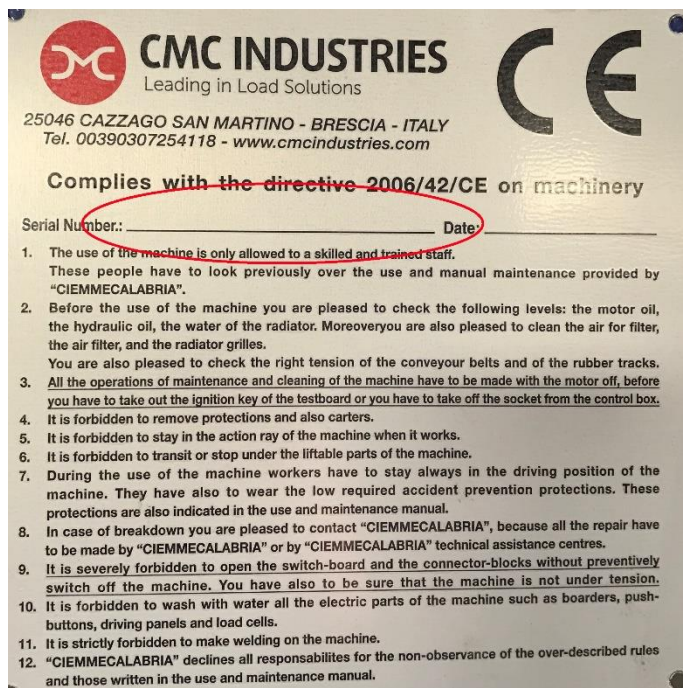 CMC INDUSTRIES
Leading in Load Solutions
CE
25046 CAZZAGO SAN MARTINO - BRESCIA - ITALY
Tel. 00390307254118 - www.cmcindustries.com
Complies with the directive 2006/42/CE on machinery
Serial Number.: Date:
1. The use of the machine is only allowed to a skilled and trained staff.
These people have to look previously over the use and manual maintenance provided by
“CIEMMECALABRIA”.
2. Before the use of the machine you are pleased to check the following levels: the motor oil,
the hydraulic oil, the water of the radiator. Moreoveryou are also pleased to clean the air for filter,
the air filter, and the radiator grilles.
You are also pleased to check the right tension of the conveyour belts and of the rubber tracks.
3. All the operations of maintenance and cleaning of the machine have to be made with the motor off, before
you have to take out the ignition key of the testboard or you have to take off the socket from the control box.
4. It is forbidden to remove protections and also carters.
5. It is forbidden to stay in the action ray of the machine when it works.
6. It is forbidden to transit or stop under the liftable parts of the machine.
7. During the use of the machine workers have to stay always in the driving position of the
machine. They have also to wear the low required accident prevention protections. These
protections are also indicated in the use and maintenance manual.
8. In case of breakdown you are pleased to contact “CIEMMECALABRIA”, because all the repair have
to be made by “CIEMMECALABRIA” or by “CIEMMECALABRIA” technical assistance centres.
9. It is severely forbidden to open the switch-board and the connector-blocks without preventively
switch off the machine. You have also to be sure that the machine is not under tension.
10. It is forbidden to wash with water all the electric parts of the machine such as boarders, push-
buttons, driving panels and load cells.
11. It is strictly forbidden to make welding on the machine.
12. “CIEMMECALABRIA” declines all responsabilites for the non-observance of the over-described rules
and those written in the use and maintenance manual.